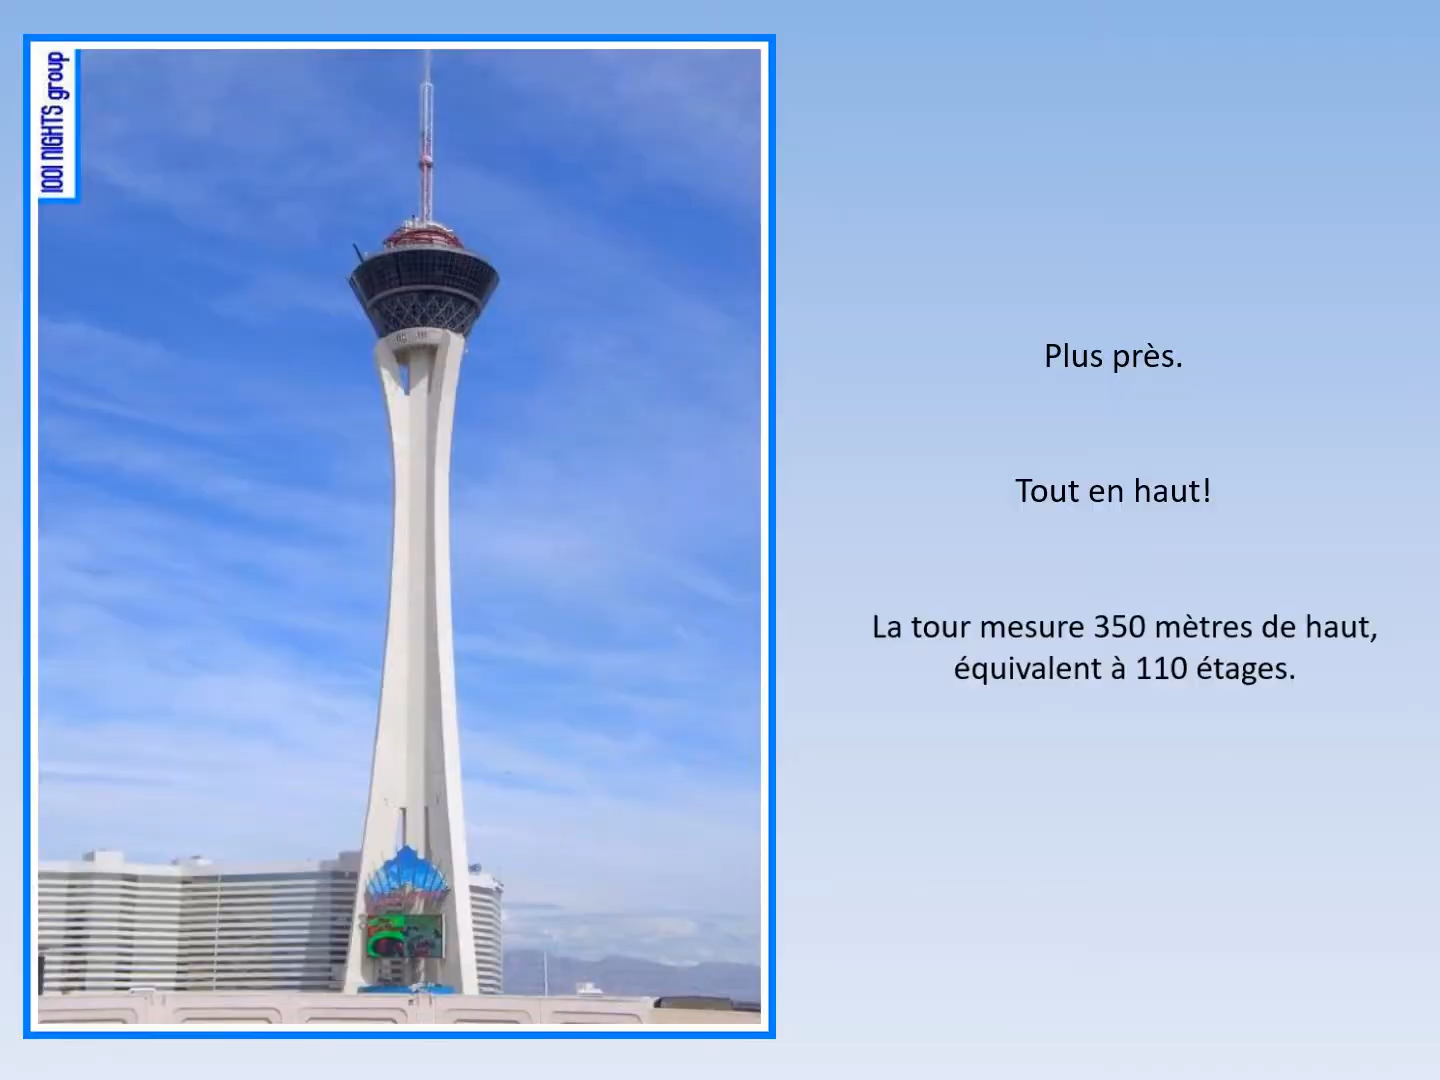 1001 NIGHTS group
Plus près.
Tout en haut!
La tour mesure 350 mètres de haut,
équivalent à 110 étages.